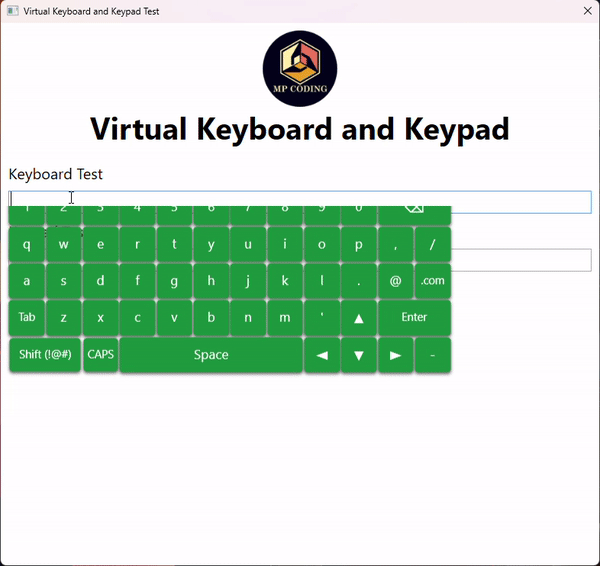 Virtual Keyboard and Keypad Test
MP CODING
Virtual Keyboard and Keypad
Keyboard Test
1 2 3 4 5 6 7 8 9 0 ⌫
q w e r t y u i o p , /
a s d f g h j k l . @ .com
Tab z x c v b n m ' ▲ Enter
Shift (!@#) CAPS Space ◄ ▼ ► -